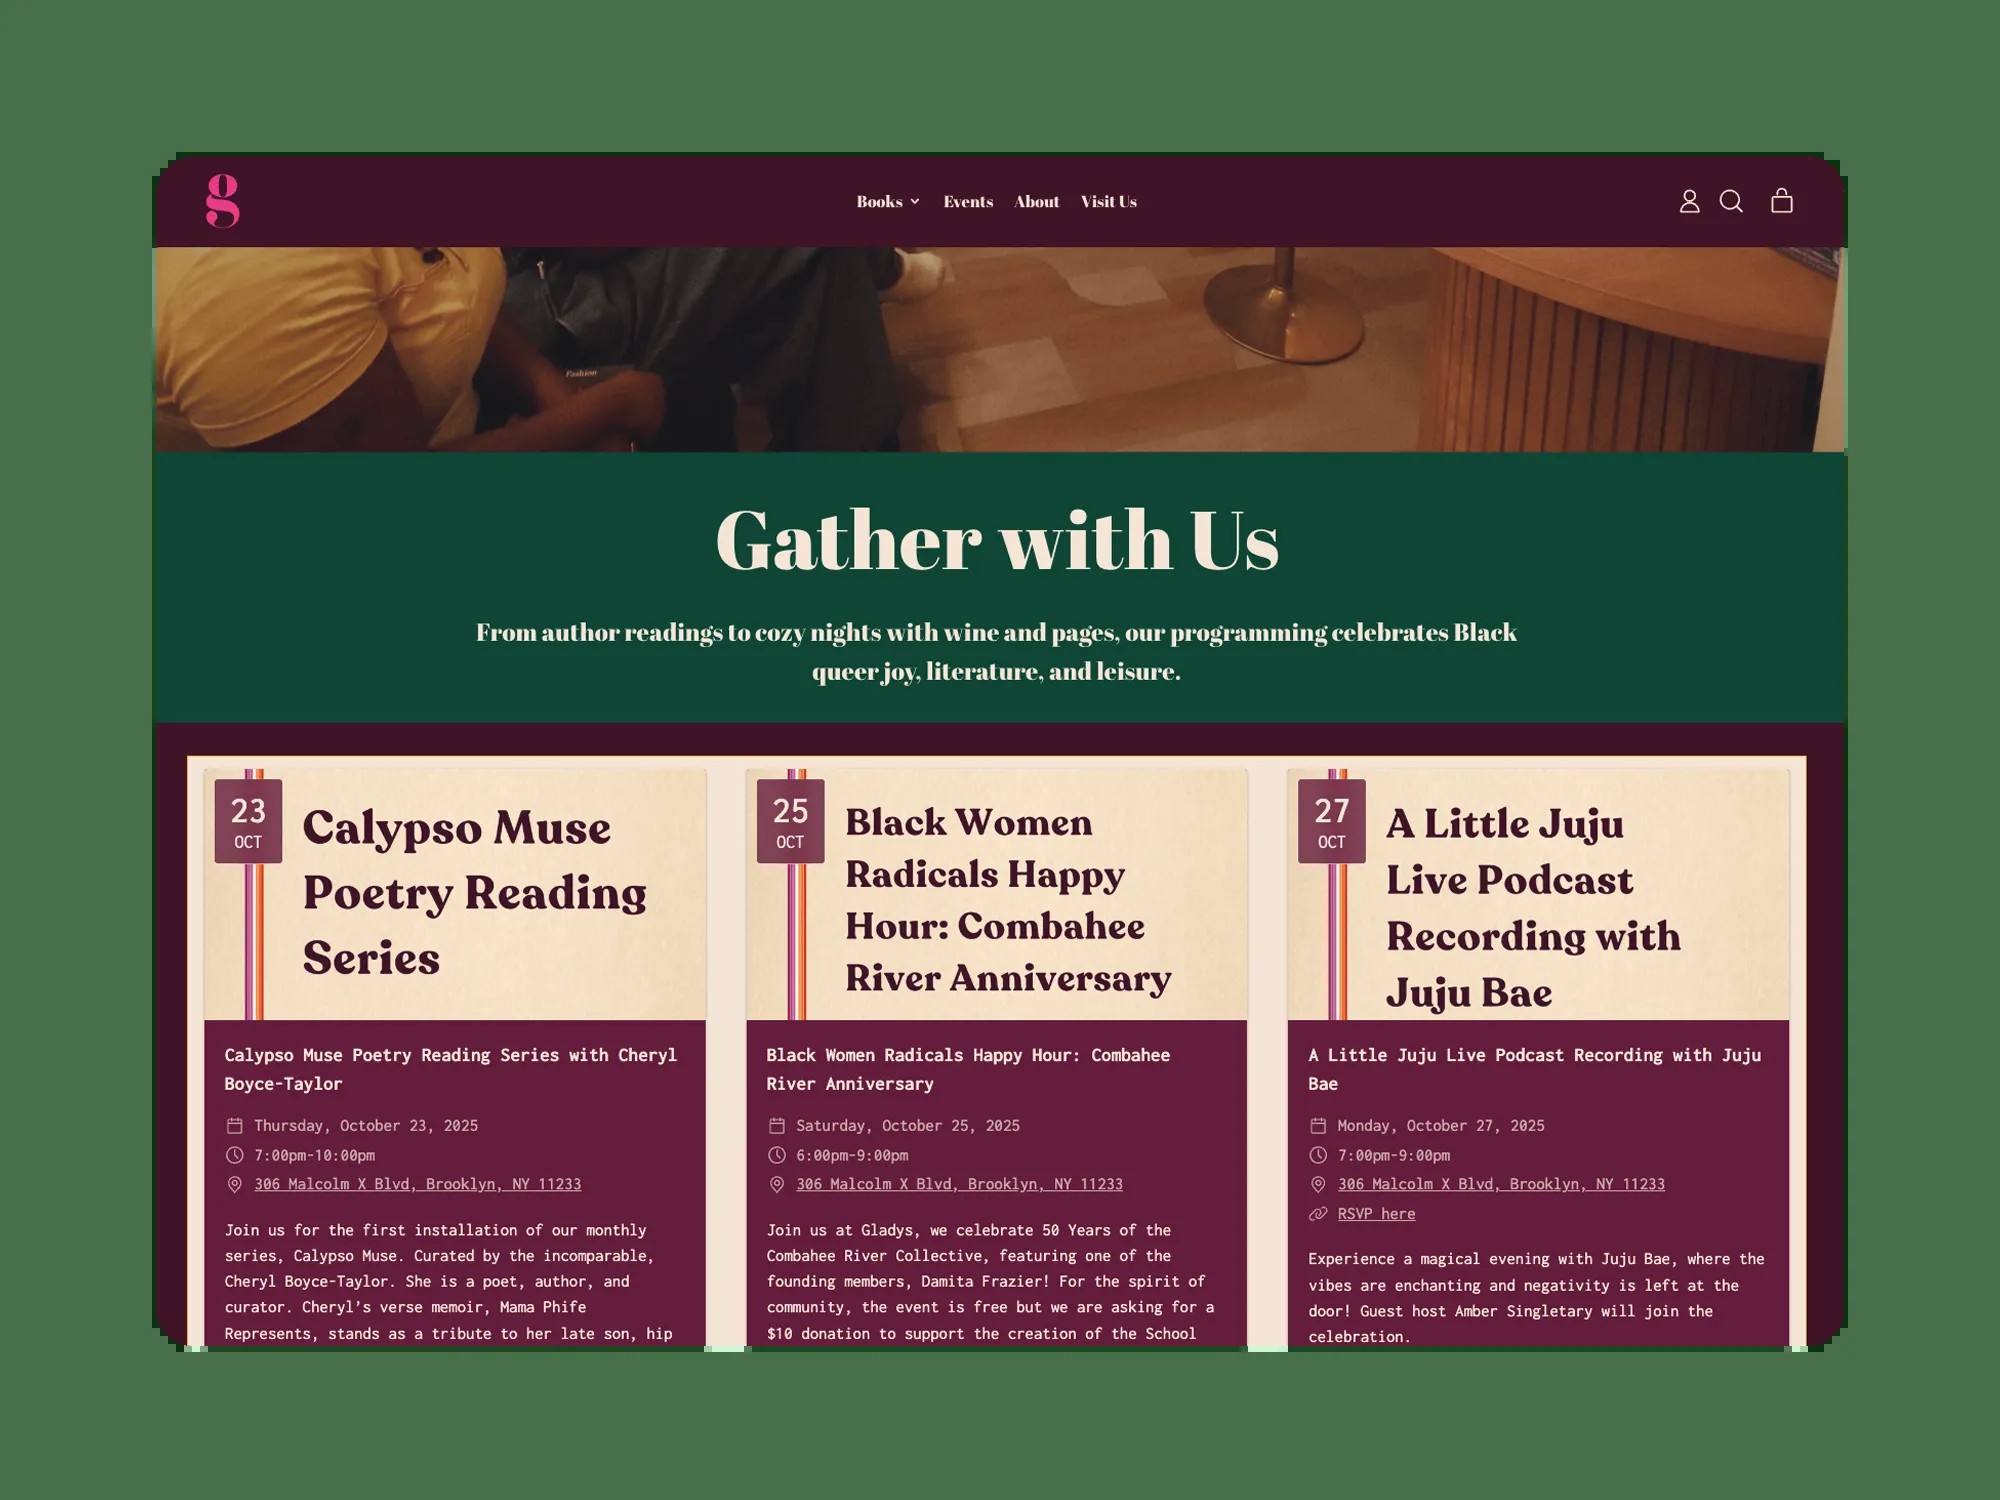 g
Books Events About Visit Us
Fashion
Gather with Us
From author readings to cozy nights with wine and pages, our programming celebrates Black
queer joy, literature, and leisure.
23
OCT
Calypso Muse
Poetry Reading
Series
Calypso Muse Poetry Reading Series with Cheryl
Boyce-Taylor
Thursday, October 23, 2025
7:00pm-10:00pm
306 Malcolm X Blvd, Brooklyn, NY 11233
Join us for the first installation of our monthly
series, Calypso Muse. Curated by the incomparable,
Cheryl Boyce-Taylor. She is a poet, author, and
curator. Cheryl’s verse memoir, Mama Phife
Represents, stands as a tribute to her late son, hip
25
OCT
Black Women
Radicals Happy
Hour: Combahee
River Anniversary
Black Women Radicals Happy Hour: Combahee
River Anniversary
Saturday, October 25, 2025
6:00pm-9:00pm
306 Malcolm X Blvd, Brooklyn, NY 11233
Join us at Gladys, we celebrate 50 Years of the
Combahee River Collective, featuring one of the
founding members, Damita Frazier! For the spirit of
community, the event is free but we are asking for a
$10 donation to support the creation of the School
27
OCT
A Little Juju
Live Podcast
Recording with
Juju Bae
A Little Juju Live Podcast Recording with Juju
Bae
Monday, October 27, 2025
7:00pm-9:00pm
306 Malcolm X Blvd, Brooklyn, NY 11233
RSVP here
Experience a magical evening with Juju Bae, where the
vibes are enchanting and negativity is left at the
door! Guest host Amber Singletary will join the
celebration.